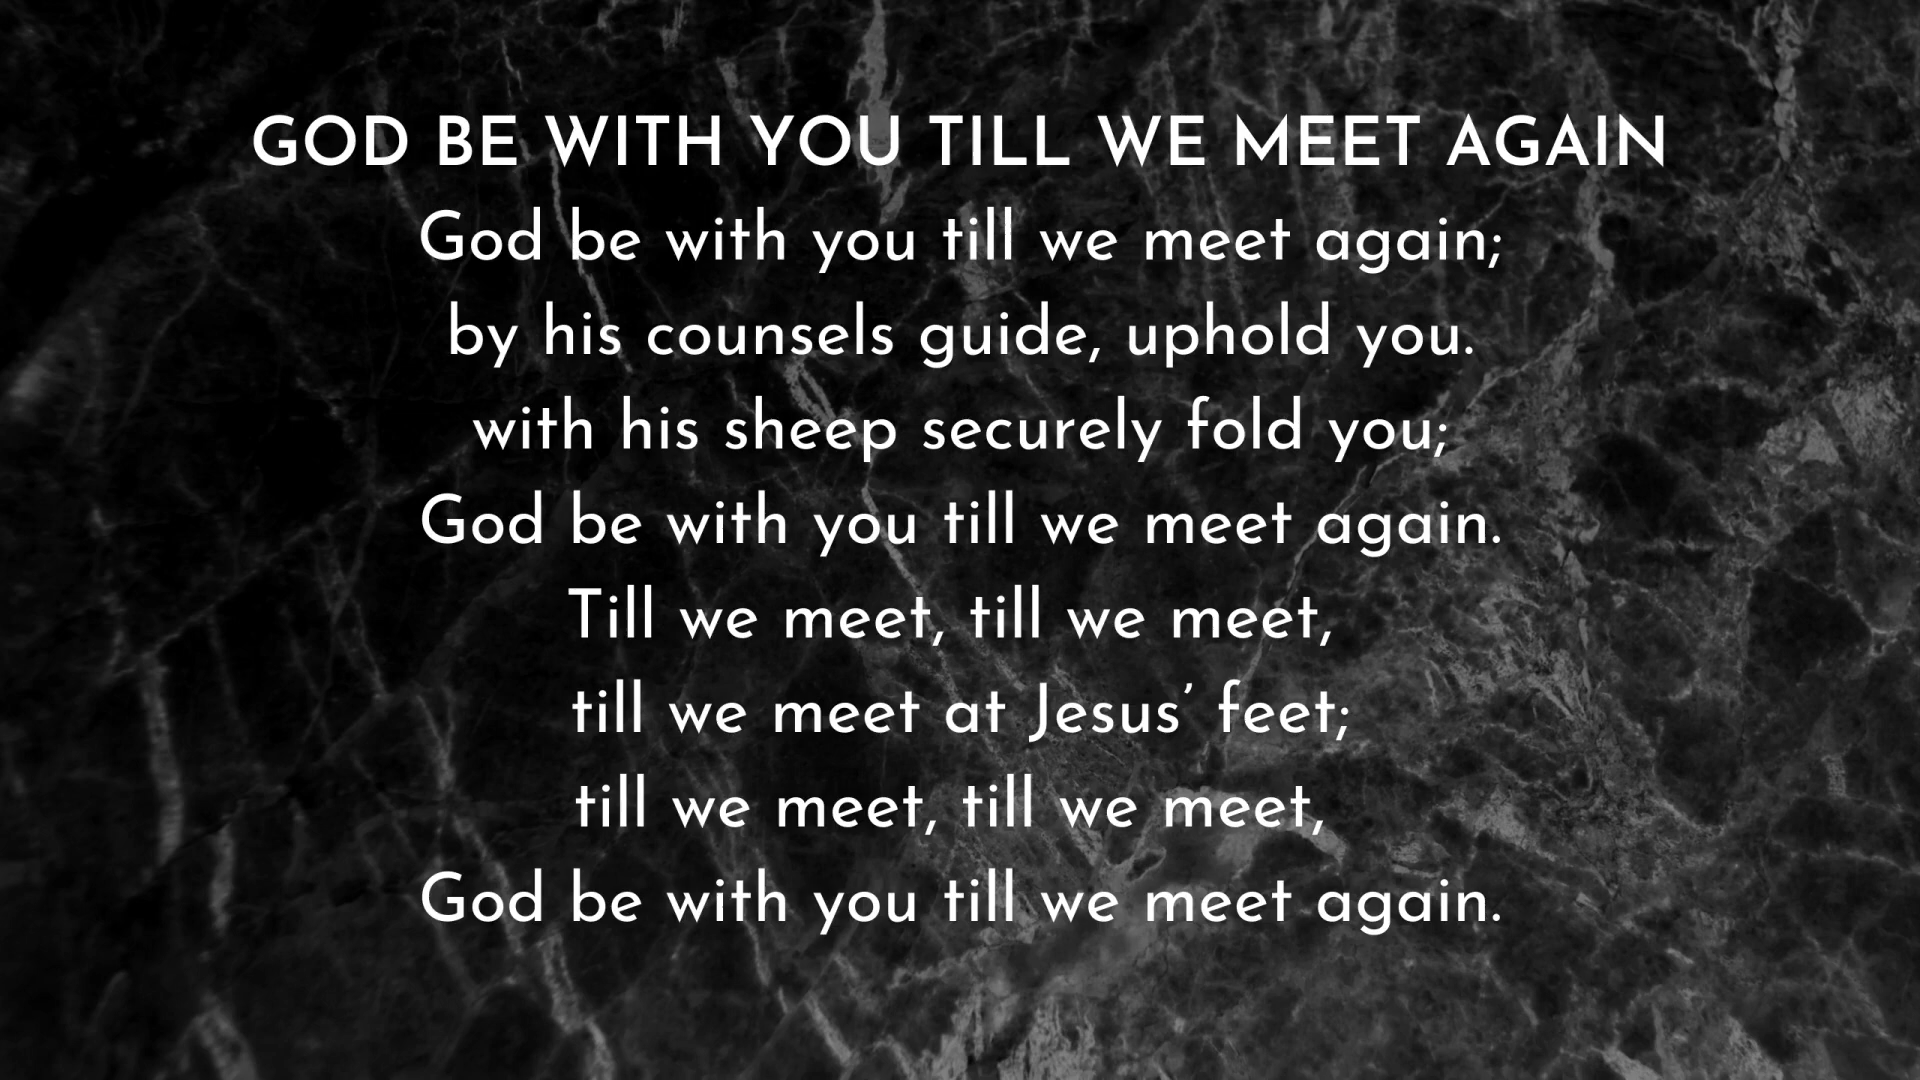 GOD BE WITH YOU TILL WE MEET AGAIN
God be with you till we meet again;
by his counsels guide, uphold you.
with his sheep securely fold you;
God be with you till we meet again.
Till we meet, till we meet,
till we meet at Jesus’ feet;
till we meet, till we meet,
God be with you till we meet again.